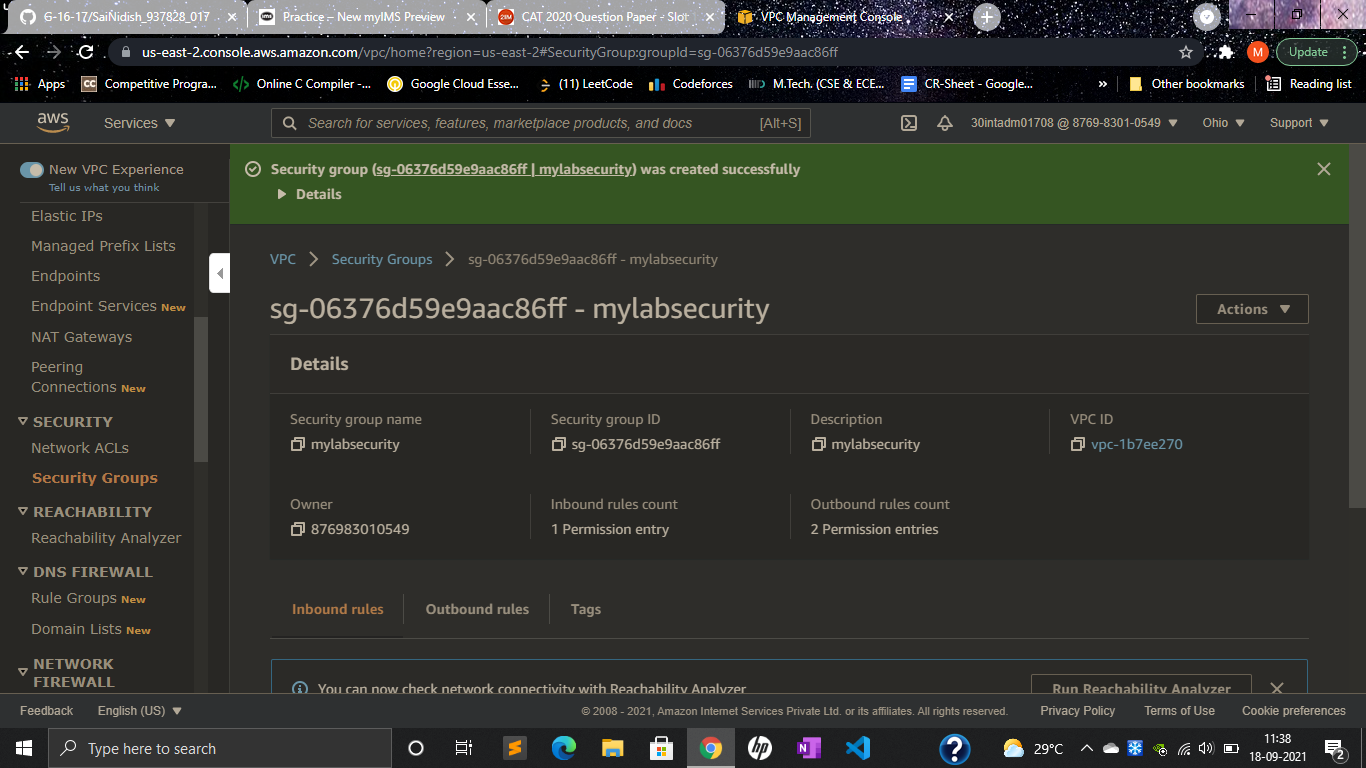 G-16-17/SaiNidish_937828_017
Practice – New myIMS Preview
CAT 2020 Question Paper - Slot
VPC Management Console
us-east-2.console.aws.amazon.com/vpc/home?region=us-east-2#SecurityGroup:groupId=sg-06376d59e9aac86ff
M
Update
Apps
Competitive Progra...
Online C Compiler -...
Google Cloud Esse...
(11) LeetCode
Codeforces
M.Tech. (CSE & ECE...
CR-Sheet - Google...
»
Other bookmarks
Reading list
aws
Services
Search for services, features, marketplace products, and docs
[Alt+S]
30intadm01708 @ 8769-8301-0549
Ohio
Support
New VPC Experience
Tell us what you think
Elastic IPs
Managed Prefix Lists
Endpoints
Endpoint Services New
NAT Gateways
Peering
Connections New
SECURITY
Network ACLs
Security Groups
REACHABILITY
Reachability Analyzer
DNS FIREWALL
Rule Groups New
Domain Lists New
NETWORK
FIREWALL
Security group (sg-06376d59e9aac86ff | mylabsecurity) was created successfully
Details
VPC
Security Groups
sg-06376d59e9aac86ff - mylabsecurity
sg-06376d59e9aac86ff - mylabsecurity
Actions
Details
Security group name
mylabsecurity
Security group ID
sg-06376d59e9aac86ff
Description
mylabsecurity
VPC ID
vpc-1b7ee270
Owner
876983010549
Inbound rules count
1 Permission entry
Outbound rules count
2 Permission entries
Inbound rules
Outbound rules
Tags
You can now check network connectivity with Reachability Analyzer
Run Reachability Analyzer
Feedback
English (US)
© 2008 - 2021, Amazon Internet Services Private Ltd. or its affiliates. All rights reserved.
Privacy Policy
Terms of Use
Cookie preferences
Type here to search
29°C
11:38
18-09-2021
2